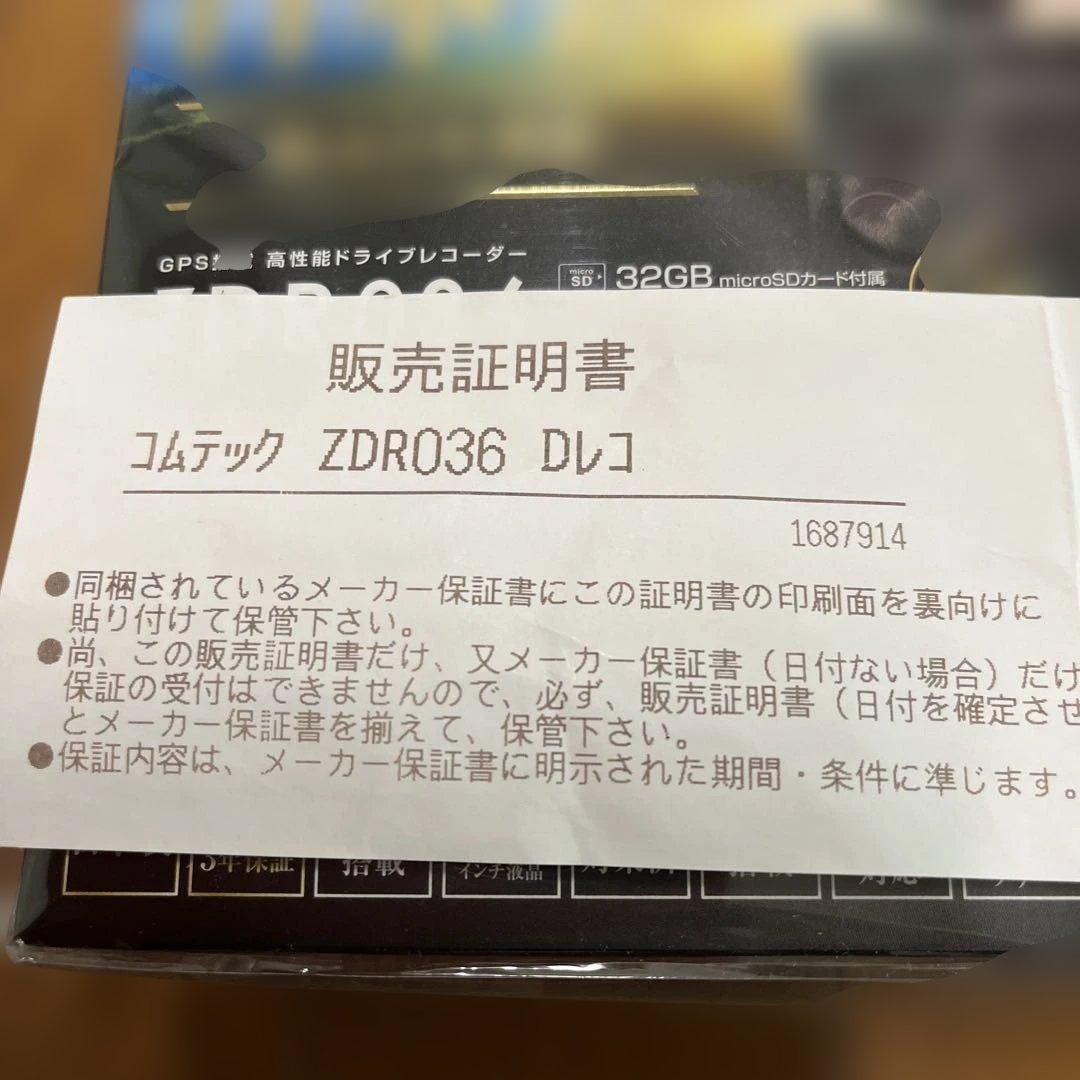 GPS 高性能ドライブレコーダー
micro SD 32GB microSDカード付属
販売証明書
コムテック ZDR036 Dレコ
1687914
●同梱されているメーカー保証書にこの証明書の印刷面を裏向けに
貼り付けて保管下さい。
●尚、この販売証明書だけ、又メーカー保証書（日付ない場合）だけ
保証の受付はできませんので、必ず、販売証明書（日付を確定させ
とメーカー保証書を揃えて、保管下さい。
●保証内容は、メーカー保証書に明示された期間・条件に準じます。
3年保証 搭載 インチ液晶